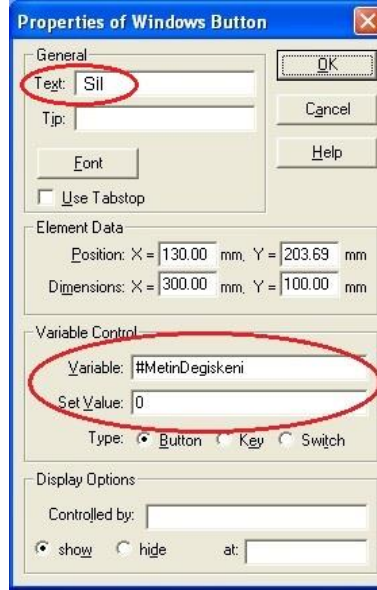 Properties of Windows Button
General
Text: Sil
OK
Tip:
Cancel
Font
Help
Use Tabstop
Element Data
Position: X = 130.00 mm, Y = 203.69 mm
Dimensions: X = 300.00 mm, Y = 100.00 mm
Variable Control
Variable: #MetinDegiskeni
Set Value: 0
Type: Button Key Switch
Display Options
Controlled by:
show hide at: